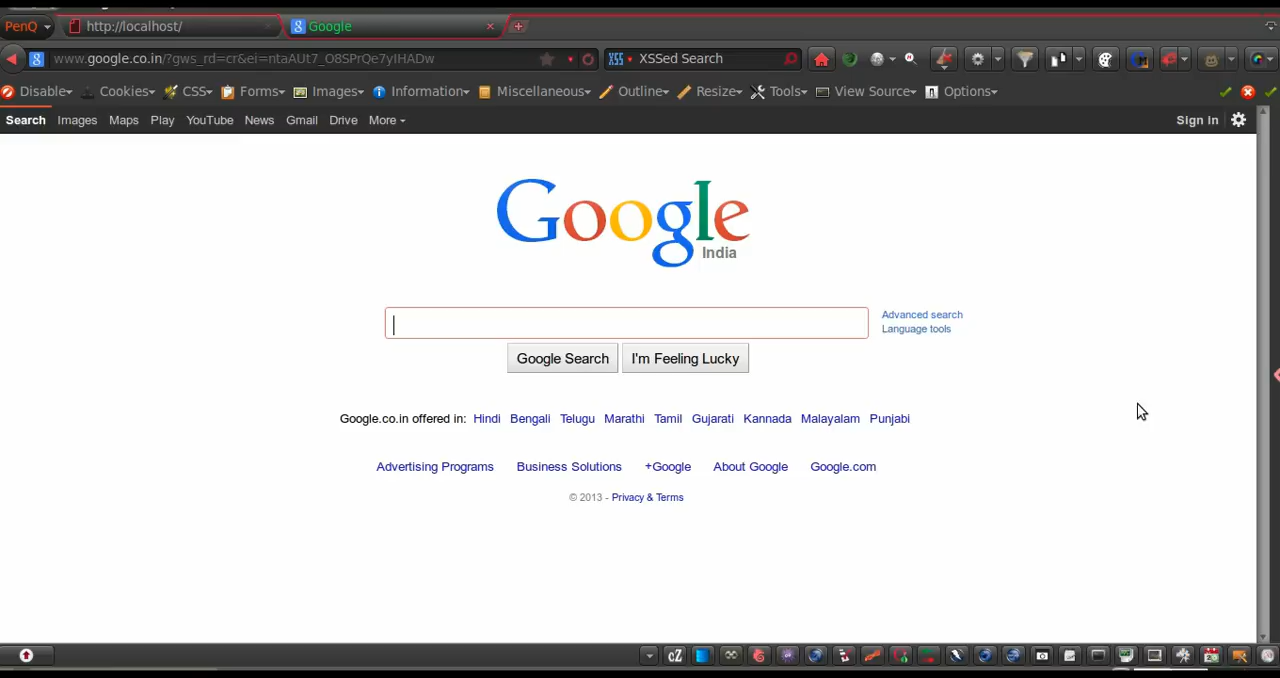 PenQ http://localhost/ Google
www.google.co.in/?gws_rd=cr&ei=ntaAUt7_O8SPrQe7yIHADw XSSed Search
Disable Cookies CSS Forms Images Information Miscellaneous Outline Resize Tools View Source Options
Search Images Maps Play YouTube News Gmail Drive More Sign In
Google
India
Advanced search
Language tools
Google Search I'm Feeling Lucky
Google.co.in offered in: Hindi Bengali Telugu Marathi Tamil Gujarati Kannada Malayalam Punjabi
Advertising Programs Business Solutions +Google About Google Google.com
© 2013 - Privacy & Terms
cZ